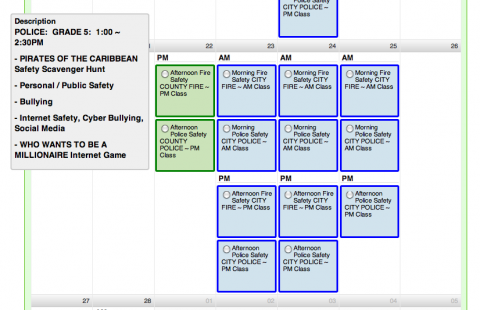 Police Safety
CITY POLICE ~
PM Class
Description
POLICE: GRADE 5: 1:00 ~
2:30PM
- PIRATES OF THE CARIBBEAN
Safety Scavenger Hunt
- Personal / Public Safety
- Bullying
- Internet Safety, Cyber Bullying,
Social Media
- WHO WANTS TO BE A
MILLIONAIRE Internet Game
22 23 24 25 26
PM AM AM AM
Afternoon Fire
Safety
COUNTY FIRE ~
PM Class
Morning Fire
Safety CITY
FIRE ~ AM Class
Morning Fire
Safety CITY
FIRE ~ AM Class
Morning Fire
Safety CITY
FIRE ~ AM Class
Afternoon
Police Safety
COUNTY
POLICE ~ PM
Class
Morning
Police Safety
CITY POLICE ~
AM Class
Morning
Police Safety
CITY POLICE ~
AM Class
Morning
Police Safety
CITY POLICE ~
AM Class
PM PM PM
Afternoon Fire
Safety CITY
FIRE ~ PM Class
Afternoon Fire
Safety CITY
FIRE ~ PM Class
Afternoon
Police Safety
CITY POLICE ~
PM Class
Afternoon
Police Safety
CITY POLICE ~
PM Class
Afternoon
Police Safety
CITY POLICE ~
PM Class
27 28 01 02 03 04 05